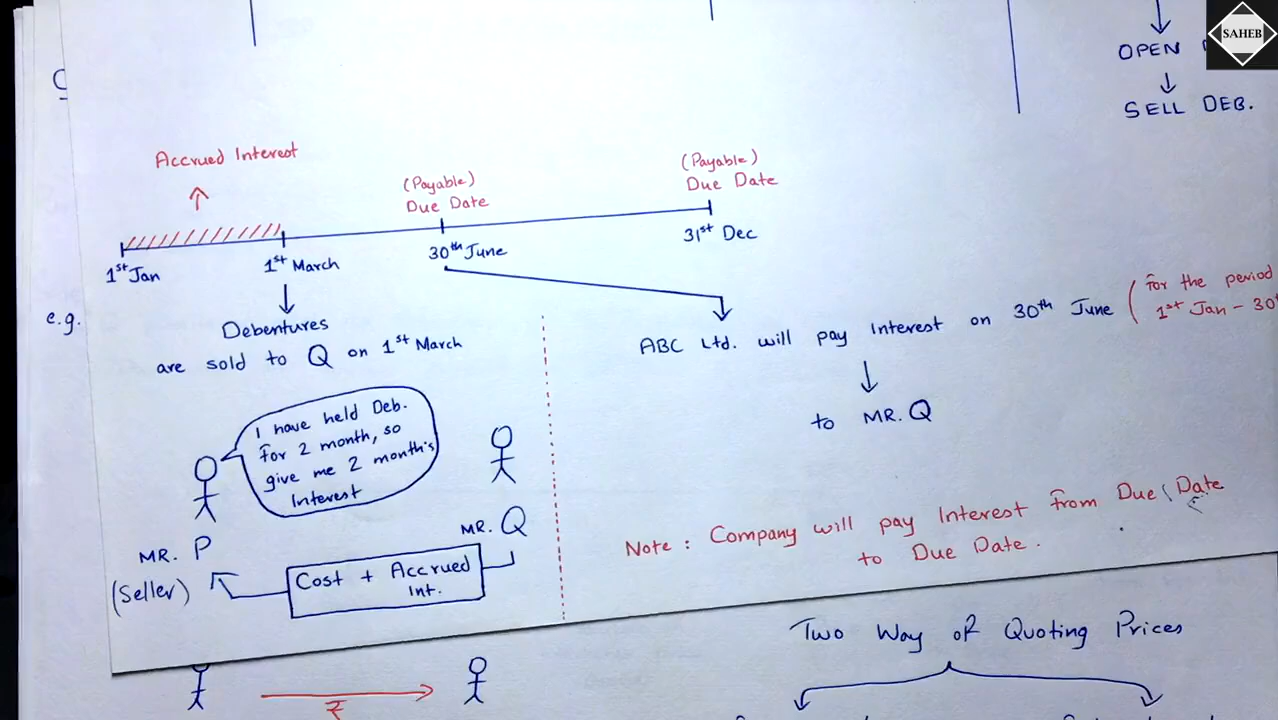 SAHEB
OPEN
SELL DEB.
Accrued Interest
(Payable)
Due Date
(Payable)
Due Date
1st Jan
1st March
30th June
31st Dec
e.g.
Debentures
are sold to Q on 1st March
I have held Deb.
for 2 month, so
give me 2 month's
Interest
MR. P
(Seller)
MR. Q
Cost + Accrued
Int.
ABC Ltd. will pay Interest on 30th June (for the period
1st Jan - 30
to MR. Q
Note : Company will pay Interest from Due Date
to Due Date.
Two Way of Quoting Prices
₹